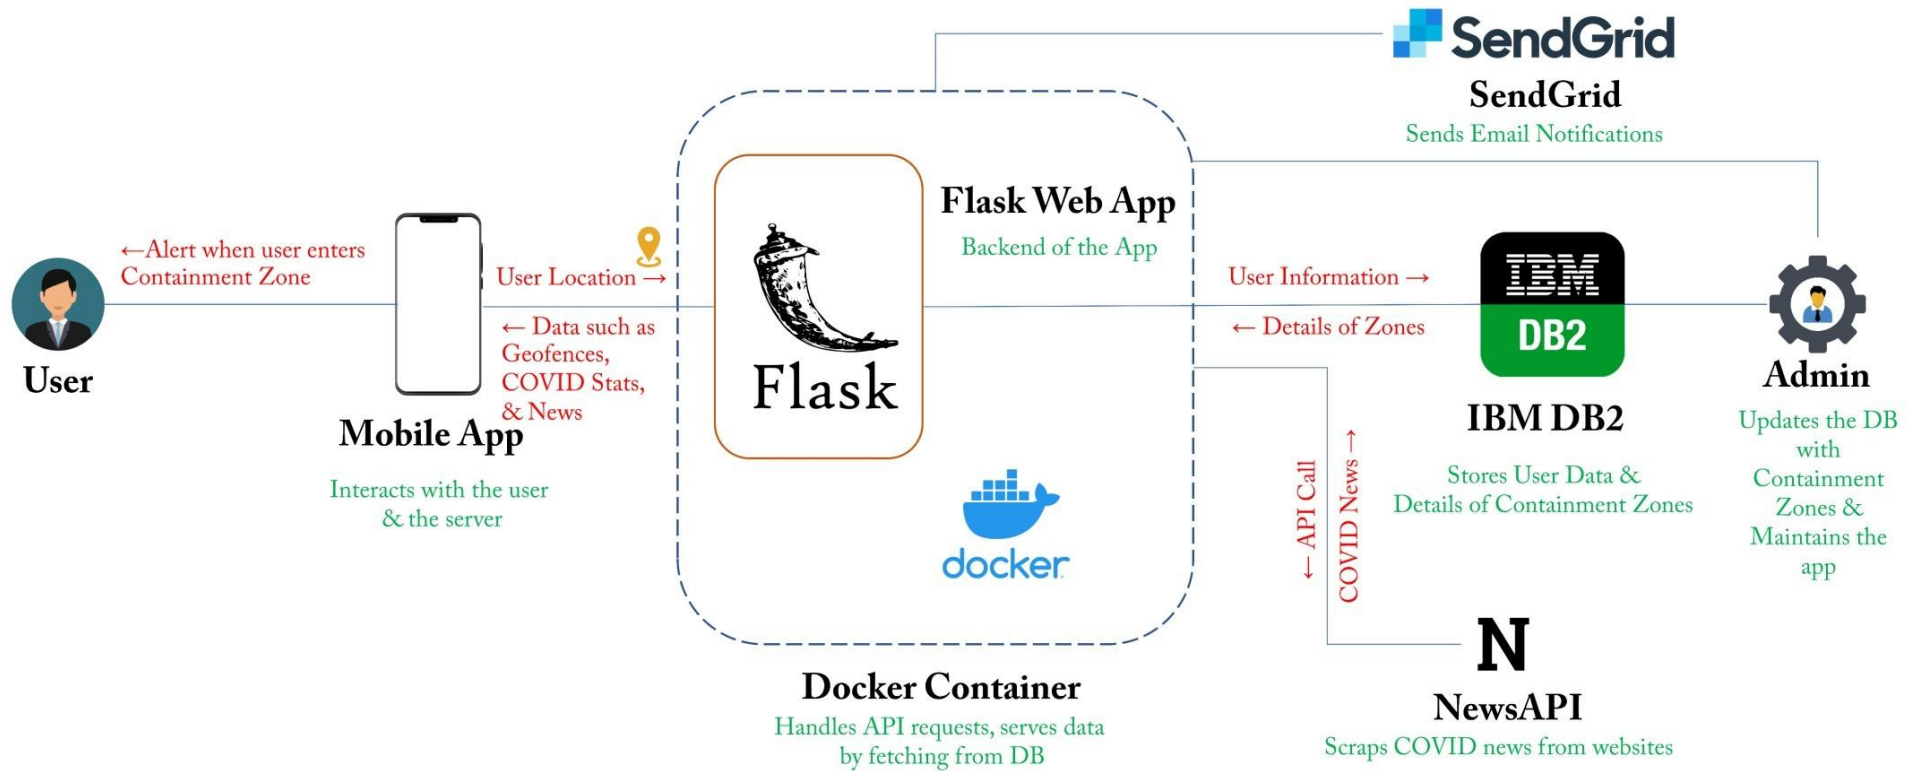 SendGrid
SendGrid
Sends Email Notifications
Flask Web App
Backend of the App
←Alert when user enters
Containment Zone
User Location →
← Data such as
Geofences,
COVID Stats,
& News
User
Mobile App
Interacts with the user
& the server
Flask
docker
Docker Container
Handles API requests, serves data
by fetching from DB
User Information →
← Details of Zones
IBM
DB2
IBM DB2
Stores User Data &
Details of Containment Zones
Admin
Updates the DB
with
Containment
Zones &
Maintains the
app
← API Call
COVID News →
N
NewsAPI
Scraps COVID news from websites